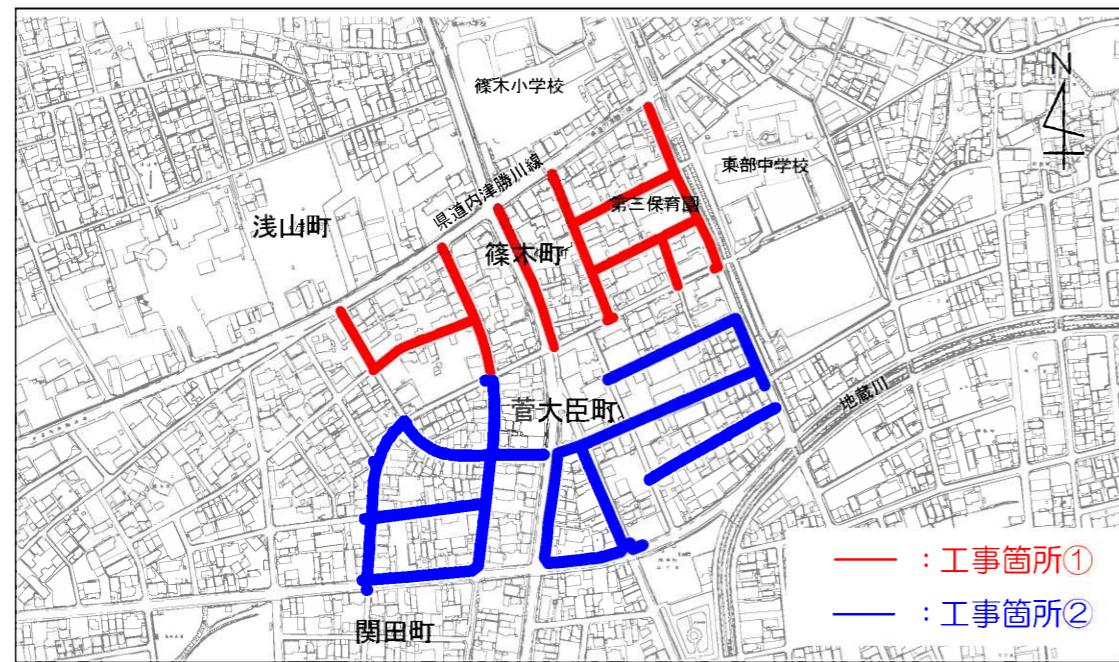 篠木小学校
N
東部中学校
県道内津勝川線
第三保育園
浅山町
篠木町
地蔵川
菅大臣町
：工事箇所①
：工事箇所②
関田町